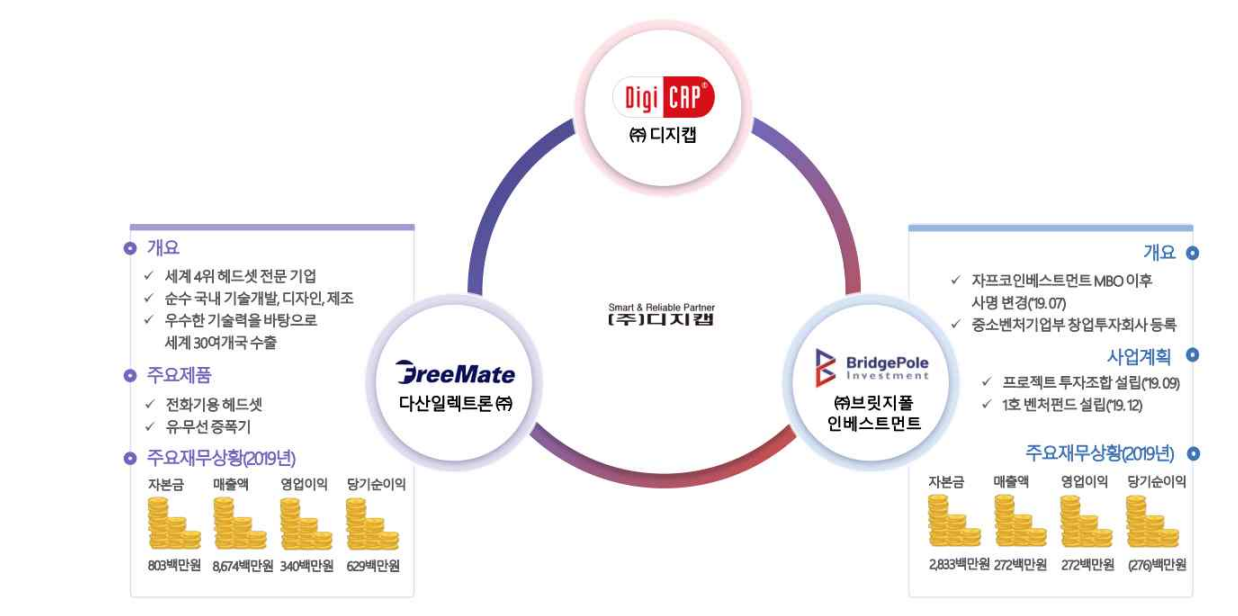 Digi CAP®
㈜ 디지캡
개요
세계 4위 헤드셋 전문 기업
순수 국내 기술개발, 디자인, 제조
우수한 기술력을 바탕으로
세계 30여개국 수출
주요제품
전화기용 헤드셋
유·무선 증폭기
주요재무상황(2019년)
자본금 매출액 영업이익 당기순이익
803백만원 8,674백만원 340백만원 629백만원
FreeMate
다산일렉트론 ㈜
Smart & Reliable Partner
(주)디지캡
BridgePole
Investment
㈜브릿지폴
인베스트먼트
개요
자프코인베스트먼트 MBO 이후
사명 변경('19. 07)
중소벤처기업부 창업투자회사 등록
사업계획
프로젝트 투자조합 설립('19. 09)
1호 벤처펀드 설립('19. 12)
주요재무상황(2019년)
자본금 매출액 영업이익 당기순이익
2,833백만원 272백만원 272백만원 (276)백만원